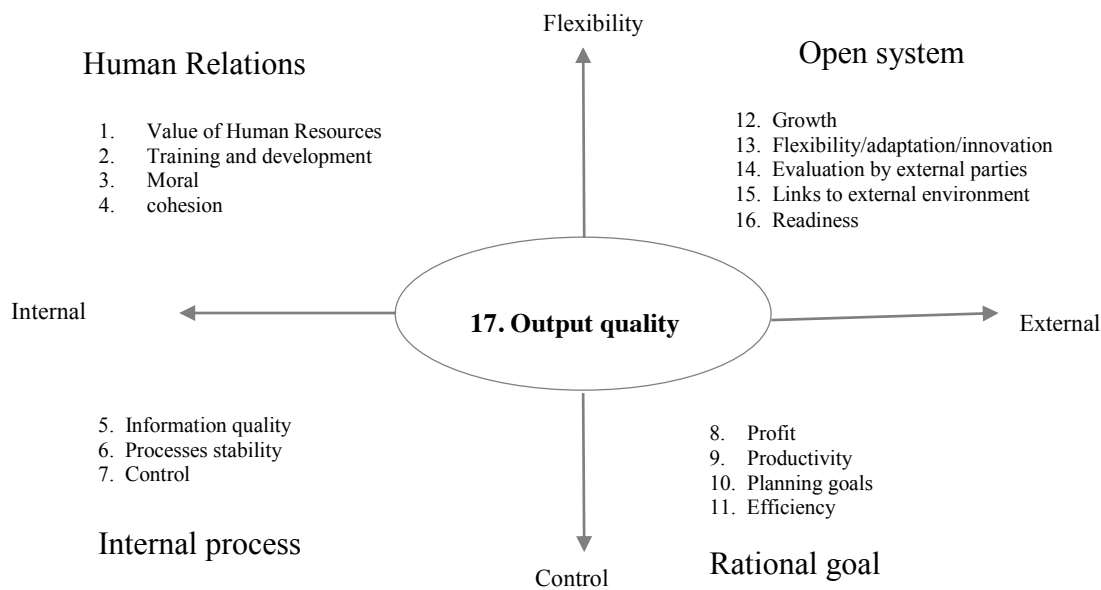 Flexibility
Human Relations
1. Value of Human Resources
2. Training and development
3. Moral
4. cohesion
Open system
12. Growth
13. Flexibility/adaptation/innovation
14. Evaluation by external parties
15. Links to external environment
16. Readiness
Internal
17. Output quality
External
5. Information quality
6. Processes stability
7. Control
Internal process
8. Profit
9. Productivity
10. Planning goals
11. Efficiency
Rational goal
Control